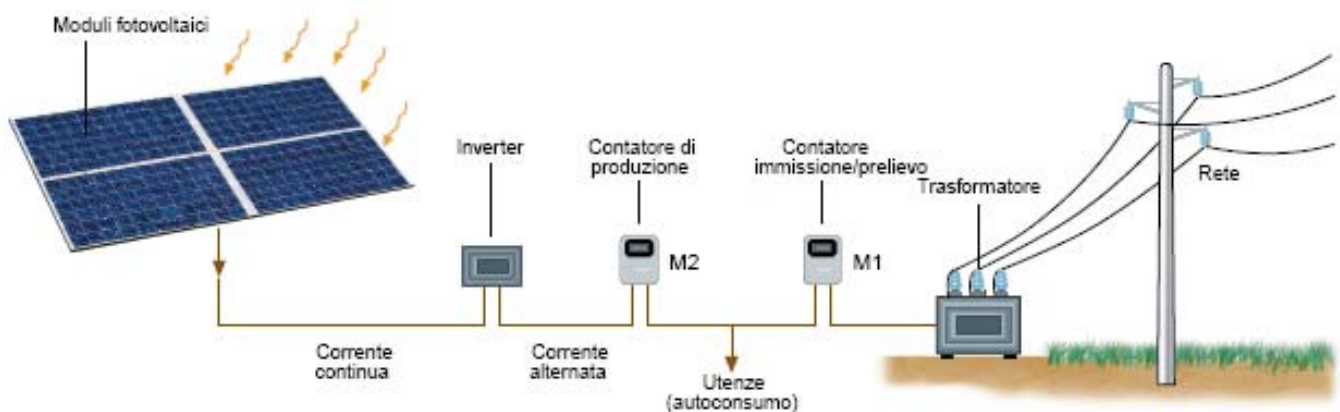 Moduli fotovoltaici
Inverter
Contatore di
produzione
Contatore
immissione/prelievo
Trasformatore
Rete
M2
M1
Corrente
continua
Corrente
alternata
Utenze
(autoconsumo)